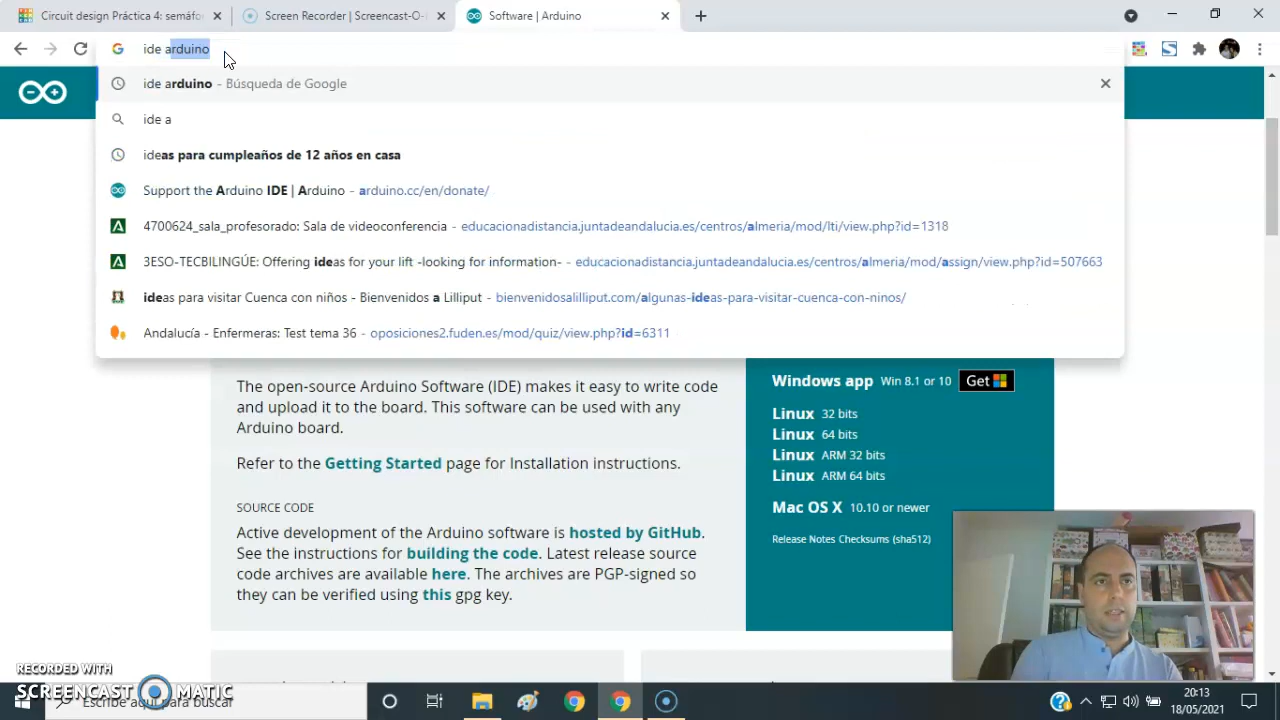 Circuit design Práctica 4: semáfo
Screen Recorder | Screencast-O-
Software | Arduino
ide arduino
ide arduino - Búsqueda de Google
ide a
ideas para cumpleaños de 12 años en casa
Support the Arduino IDE | Arduino - arduino.cc/en/donate/
4700624_sala_profesorado: Sala de videoconferencia - educacionadistancia.juntadeandalucia.es/centros/almeria/mod/lti/view.php?id=1318
3ESO-TECBILINGÜE: Offering ideas for your lift -looking for information- - educacionadistancia.juntadeandalucia.es/centros/almeria/mod/assign/view.php?id=507663
ideas para visitar Cuenca con niños - Bienvenidos a Lilliput - bienvenidosalilliput.com/algunas-ideas-para-visitar-cuenca-con-ninos/
Andalucía - Enfermeras: Test tema 36 - oposiciones2.fuden.es/mod/quiz/view.php?id=6311
The open-source Arduino Software (IDE) makes it easy to write code
and upload it to the board. This software can be used with any
Arduino board.
Refer to the Getting Started page for Installation instructions.
SOURCE CODE
Active development of the Arduino software is hosted by GitHub.
See the instructions for building the code. Latest release source
code archives are available here. The archives are PGP-signed so
they can be verified using this gpg key.
Windows app Win 8.1 or 10 Get
Linux 32 bits
Linux 64 bits
Linux ARM 32 bits
Linux ARM 64 bits
Mac OS X 10.10 or newer
Release Notes Checksums (sha512)
RECORDED WITH
SCREENCAST MATIC
Escribe aquí para buscar
20:13
18/05/2021